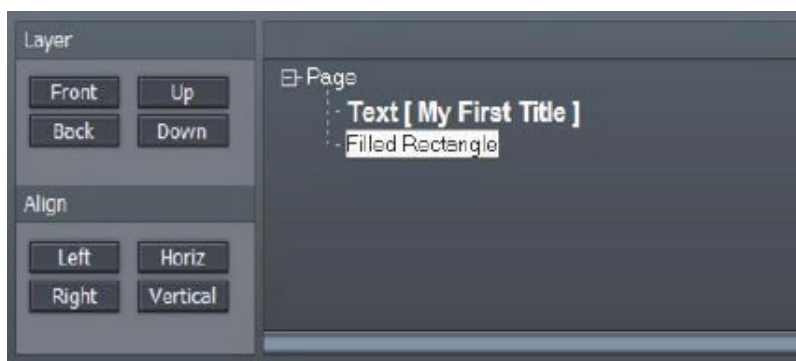 Layer
Front Up
Back Down
Align
Left Horiz
Right Vertical
Page
Text [ My First Title ]
Filled Rectangle